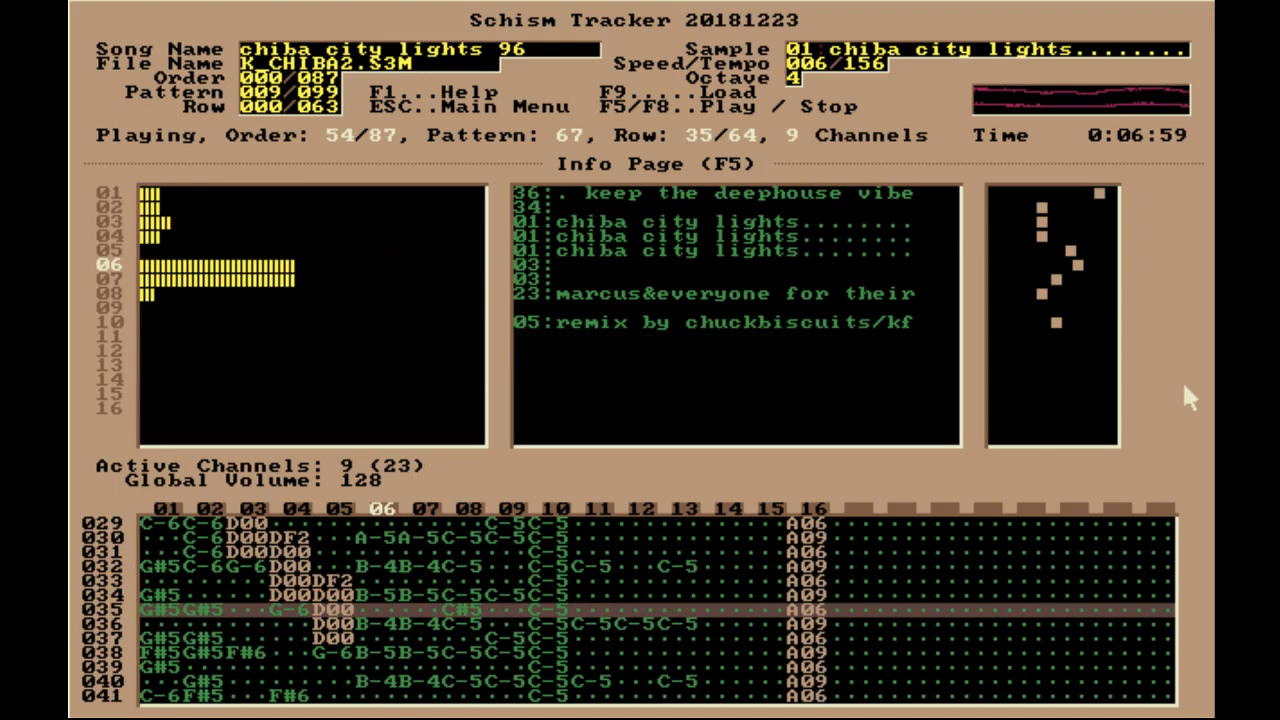 Schism Tracker 20181223
Song Name chiba city lights 96 Sample 01:chiba city lights........
File Name K_CHIBA2.S3M Speed/Tempo 006/156
Order 000/087 Octave 4
Pattern 009/099 F1...Help F9.....Load
Row 000/063 ESC..Main Menu F5/F8..Play / Stop
Playing, Order: 54/87, Pattern: 67, Row: 35/64, 9 Channels Time 0:06:59
Info Page (F5)
01 36:. keep the deephouse vibe
02 34:
03 01:chiba city lights........
04 01:chiba city lights........
05 01:chiba city lights........
06 03:
07 03:
08 23:marcus&everyone for their
09
10 05:remix by chuckbiscuits/kf
11
12
13
14
15
16
Active Channels: 9 (23)
Global Volume: 128
01 02 03 04 05 06 07 08 09 10 11 12 13 14 15 16
029 C-6C-6D00...............C-5C-5...............A06
030 ...C-6D00DF2...A-5A-5C-5C-5C-5...............A09
031 ...C-6D00D00...............C-5...............A06
032 G#5C-6G-6D00...B-4B-4C-5...C-5C-5...C-5......A09
033 .........D00DF2............C-5...............A06
034 G#5......D00D00B-5B-5C-5C-5C-5...............A09
035 G#5G#5...G-6D00......C#5...C-5...............A06
036 ............D00B-4B-4C-5...C-5C-5C-5C-5......A09
037 G#5G#5......D00.........C-5C-5...............A06
038 F#5G#5F#6...G-6B-5B-5C-5C-5C-5...............A09
039 G#5........................C-5...............A06
040 ...G#5.........B-4B-4C-5C-5C-5C-5...C-5......A09
041 C-6F#5...F#6...............C-5...............A06